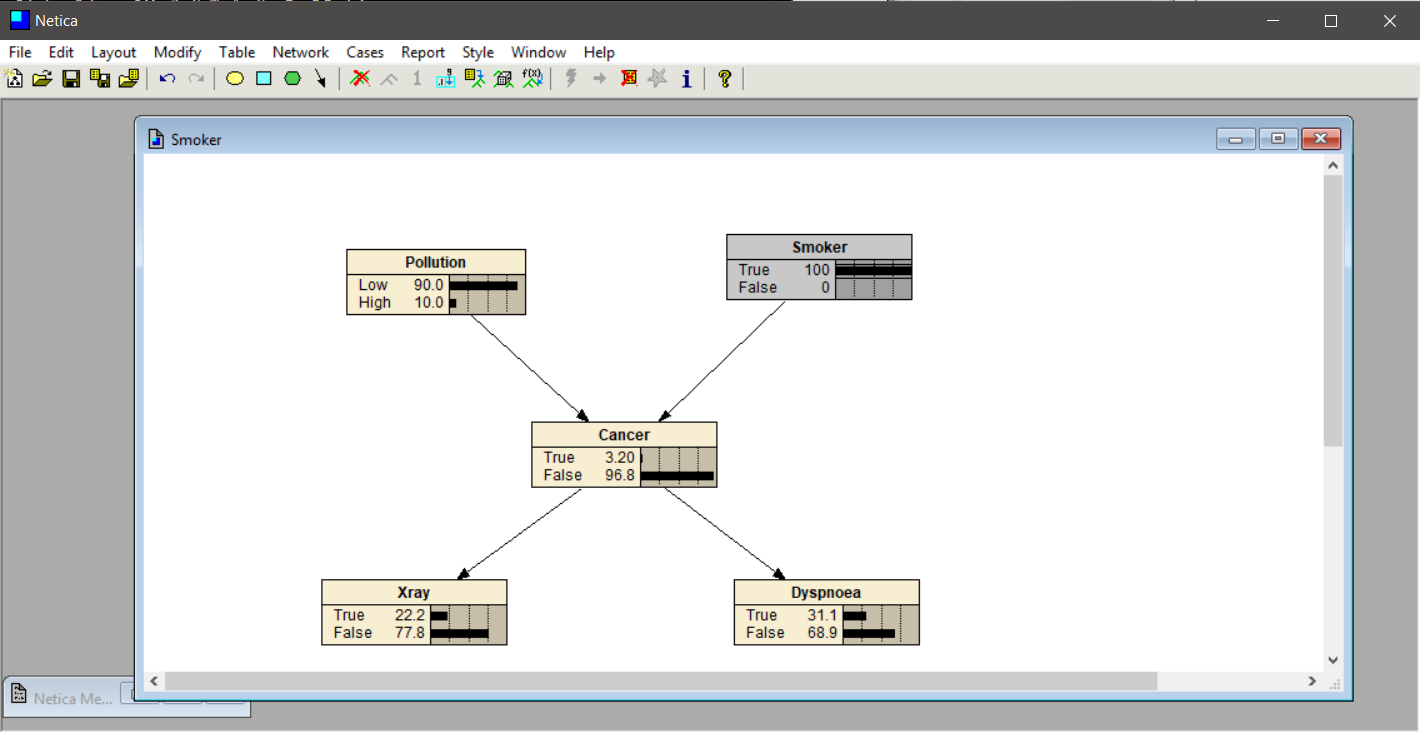 Netica
File Edit Layout Modify Table Network Cases Report Style Window Help
1 f(x) i ?
Smoker
Pollution
Low 90.0
High 10.0
Smoker
True 100
False 0
Cancer
True 3.20
False 96.8
Xray
True 22.2
False 77.8
Dyspnoea
True 31.1
False 68.9
Netica Me...